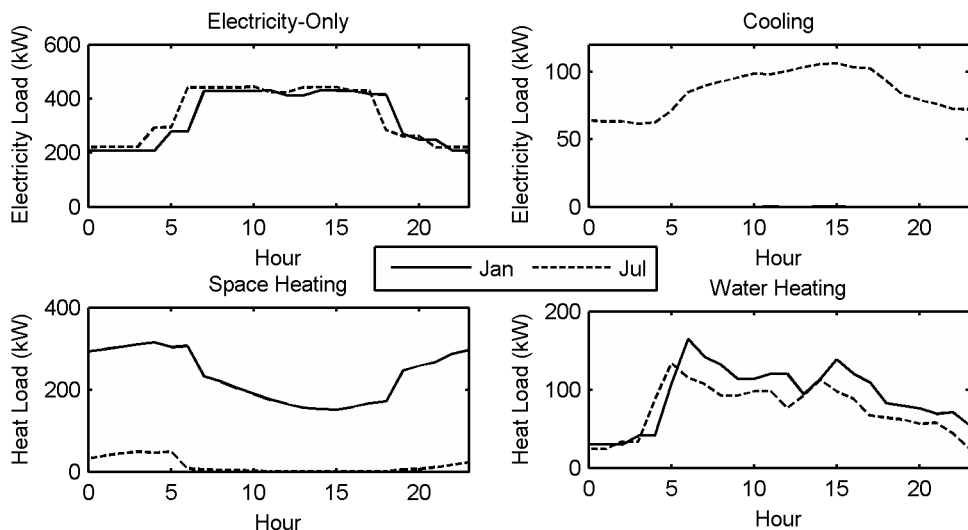 Electricity-Only
Electricity Load (kW)
600
400
200
0
0 5 10 15 20
Hour
Cooling
Electricity Load (kW)
100
50
0
0 5 10 15 20
Hour
Jan Jul
Space Heating
Heat Load (kW)
400
200
0
0 5 10 15 20
Hour
Water Heating
Heat Load (kW)
200
100
0
0 5 10 15 20
Hour